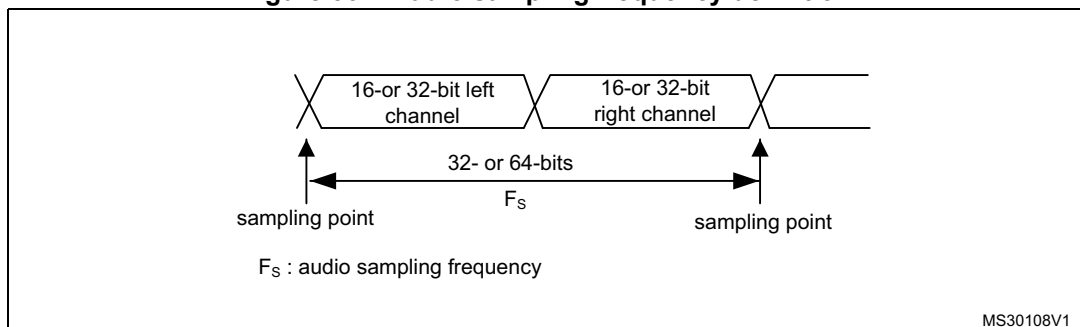 16-or 32-bit left
channel
16-or 32-bit
right channel
32- or 64-bits
FS
sampling point
sampling point
FS : audio sampling frequency
MS30108V1